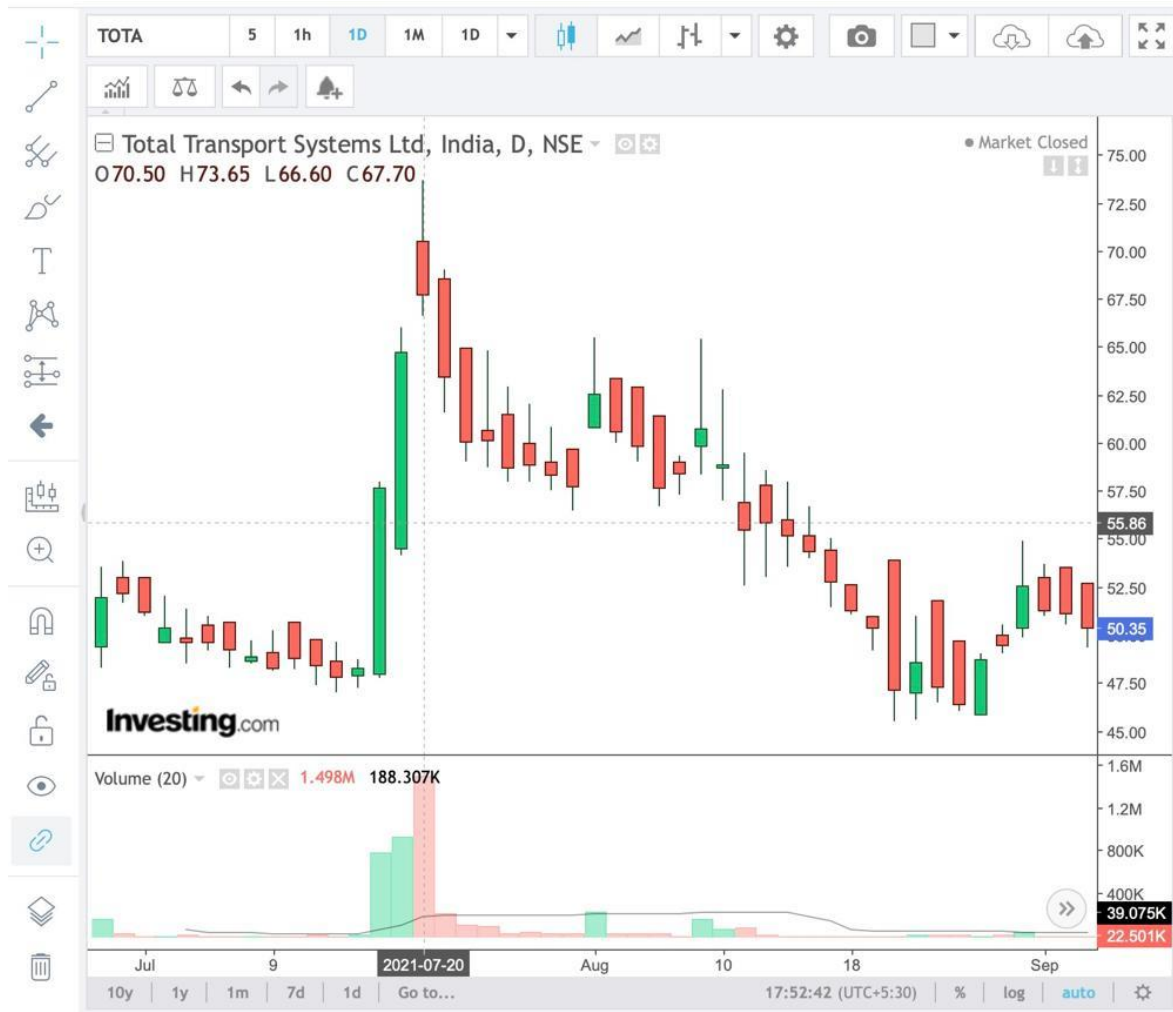 TOTA 5 1h 1D 1M 1D
Total Transport Systems Ltd, India, D, NSE
Market Closed
O70.50 H73.65 L66.60 C67.70
75.00
72.50
70.00
67.50
65.00
62.50
60.00
57.50
55.86
55.00
52.50
50.35
47.50
45.00
Investing.com
Volume (20) 1.498M 188.307K
1.6M
1.2M
800K
400K
39.075K
22.501K
Jul 9 2021-07-20 Aug 10 18 Sep
10y 1y 1m 7d 1d Go to... 17:52:42 (UTC+5:30) % log auto